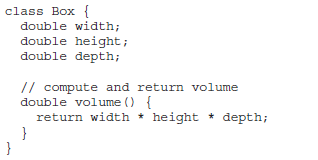 class Box {
  double width;
  double height;
  double depth;

  // compute and return volume
  double volume() {
    return width * height * depth;
  }
}